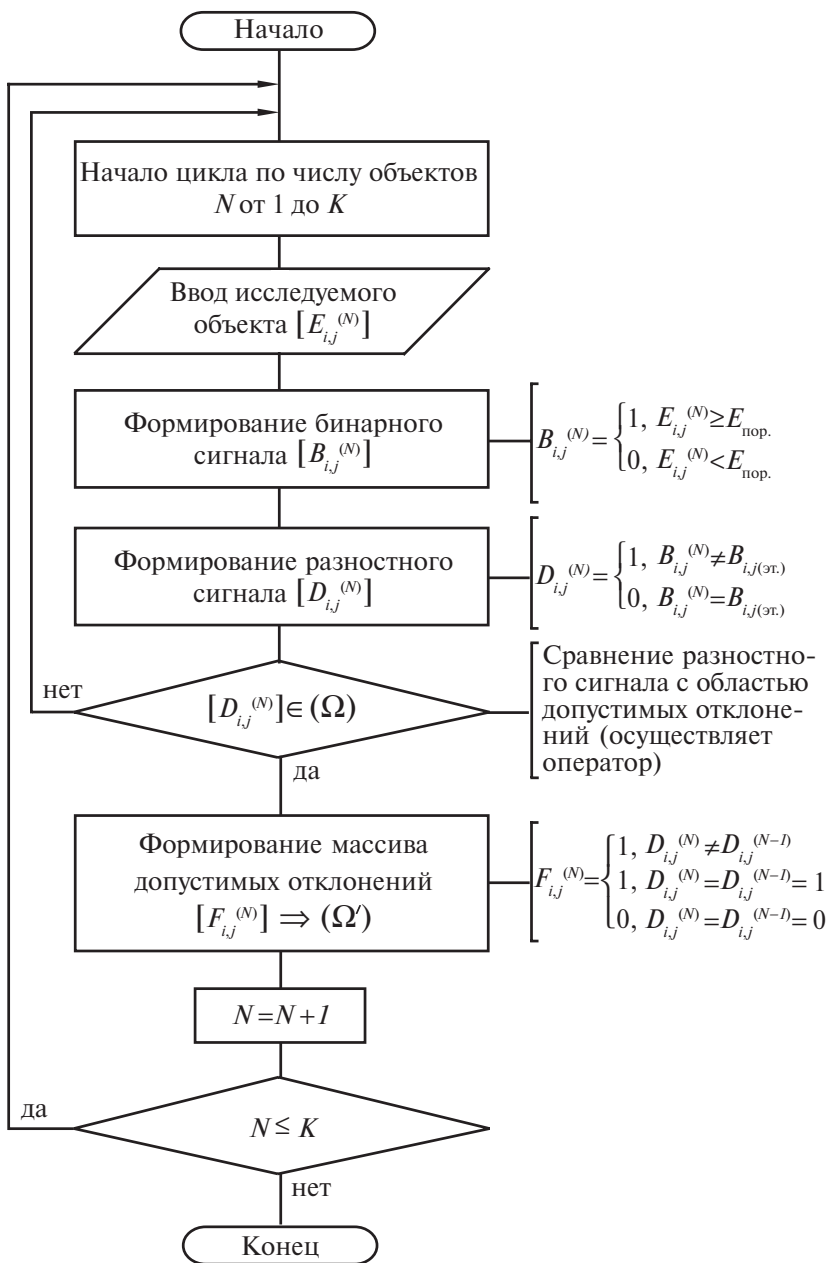 Начало
Начало цикла по числу объектов
N от 1 до K
Ввод исследуемого
объекта [E_{i,j}^{(N)}]
Формирование бинарного
сигнала [B_{i,j}^{(N)}]
B_{i,j}^{(N)}={1, E_{i,j}^{(N)}≥E_{пор.}
0, E_{i,j}^{(N)}<E_{пор.}
Формирование разностного
сигнала [D_{i,j}^{(N)}]
D_{i,j}^{(N)}={1, B_{i,j}^{(N)}≠B_{i,j(эт.)}
0, B_{i,j}^{(N)}=B_{i,j(эт.)}
нет
[D_{i,j}^{(N)}]∈(Ω)
да
Сравнение разностно-
го сигнала с областью
допустимых отклоне-
ний (осуществляет
оператор)
Формирование массива
допустимых отклонений
[F_{i,j}^{(N)}] ⇒ (Ω′)
F_{i,j}^{(N)}={1, D_{i,j}^{(N)}≠D_{i,j}^{(N–1)}
1, D_{i,j}^{(N)}=D_{i,j}^{(N–1)}=1
0, D_{i,j}^{(N)}=D_{i,j}^{(N–1)}=0
N=N+1
да
N≤K
нет
Конец